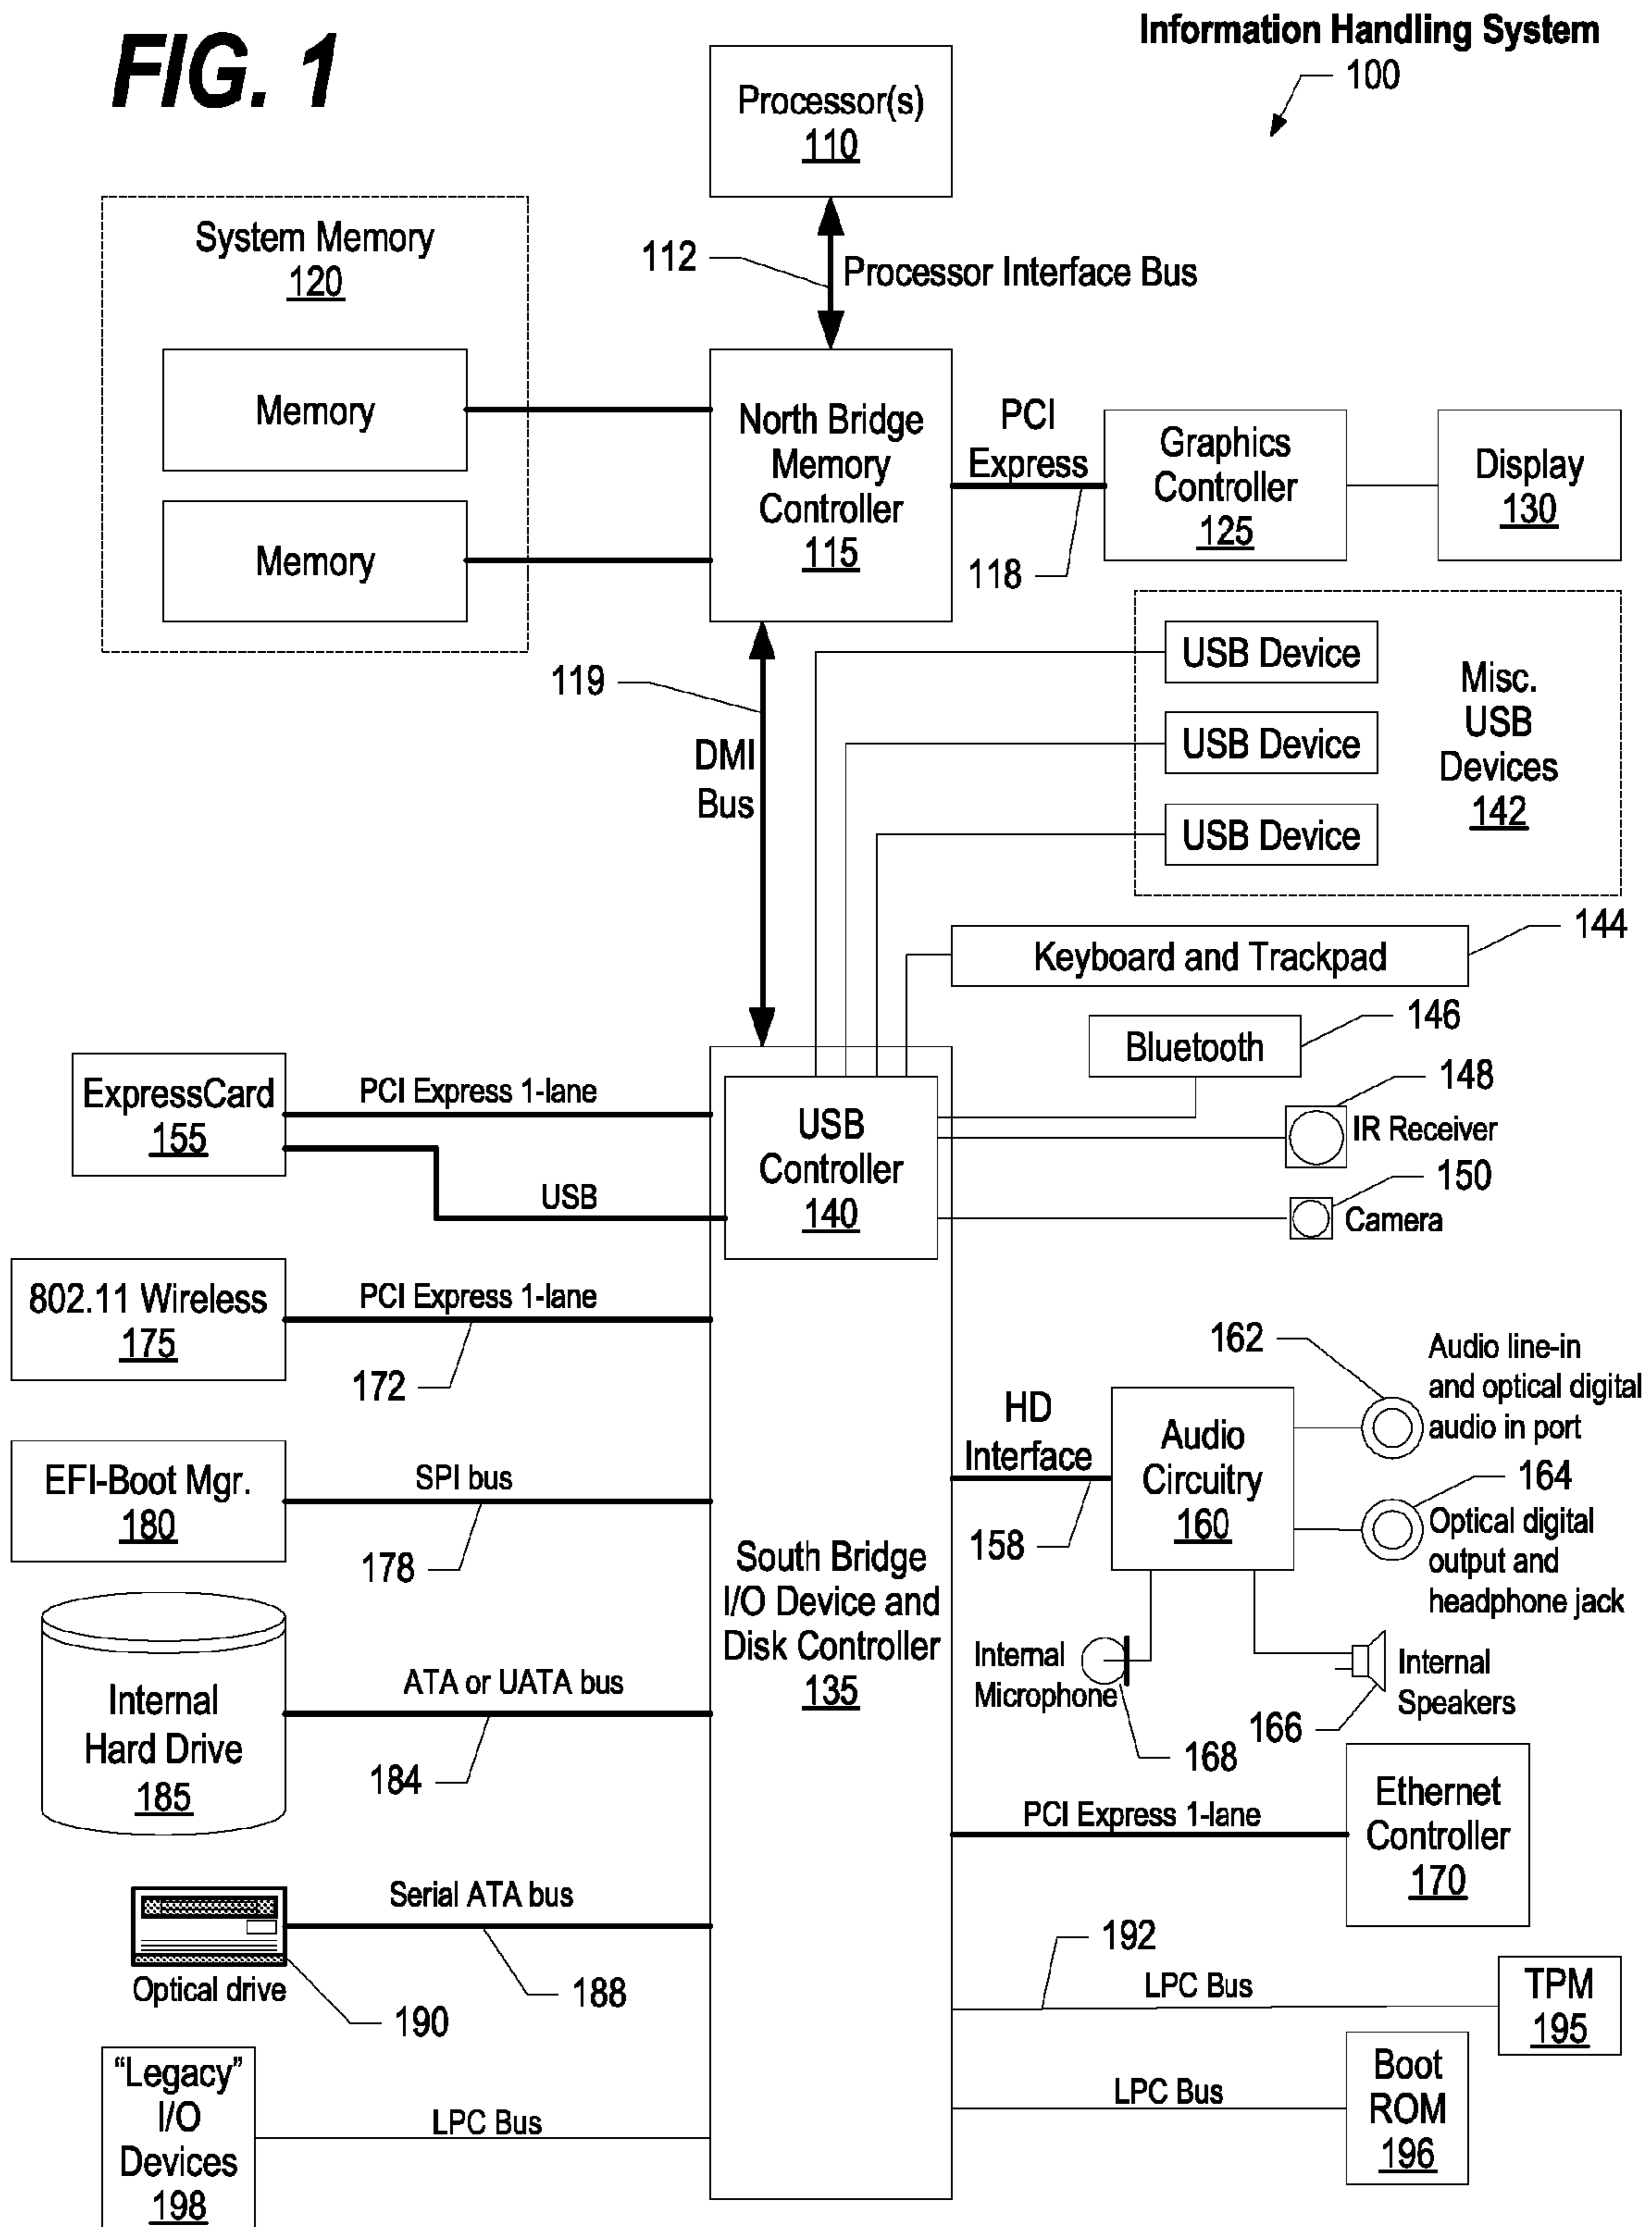 FIG. 1
Information Handling System
100
Processor(s)
110
System Memory
120
112
Processor Interface Bus
Memory
Memory
North Bridge
Memory
Controller
115
PCI
Express
118
Graphics
Controller
125
Display
130
119
DMI
Bus
USB Device
USB Device
USB Device
Misc.
USB
Devices
142
Keyboard and Trackpad
144
Bluetooth
146
148
IR Receiver
150
Camera
ExpressCard
155
PCI Express 1-lane
USB
USB
Controller
140
802.11 Wireless
175
PCI Express 1-lane
172
162
Audio line-in
and optical digital
audio in port
HD
Interface
158
Audio
Circuitry
160
164
Optical digital
output and
headphone jack
EFI-Boot Mgr.
180
SPI bus
178
South Bridge
I/O Device and
Disk Controller
135
Internal
Microphone
168
Internal
Speakers
166
Internal
Hard Drive
185
ATA or UATA bus
184
PCI Express 1-lane
Ethernet
Controller
170
Serial ATA bus
188
Optical drive
190
192
LPC Bus
TPM
195
LPC Bus
Boot
ROM
196
“Legacy”
I/O
Devices
198
LPC Bus